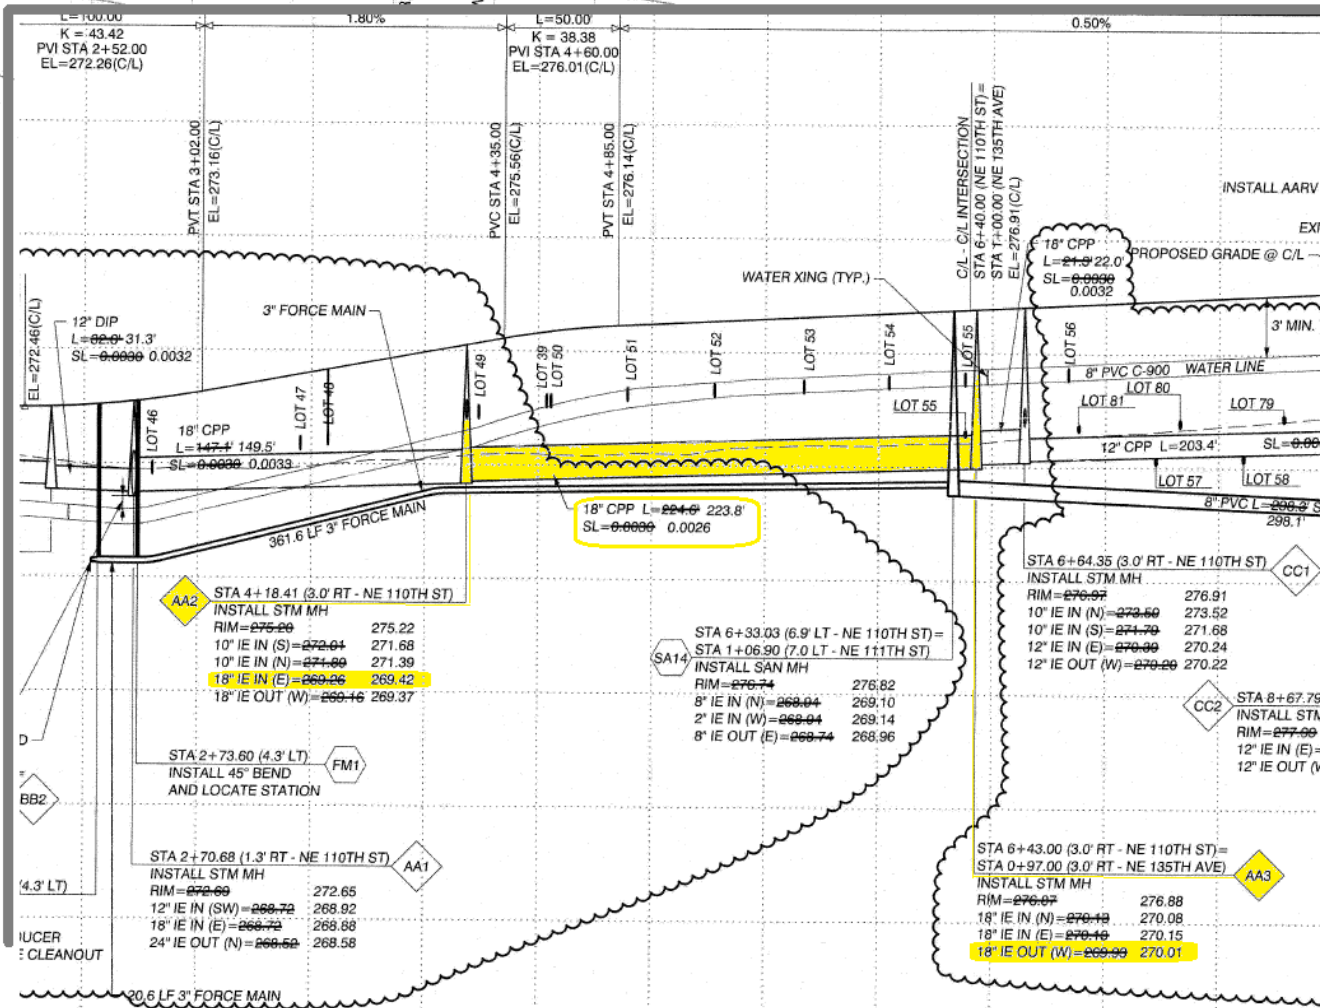 L=100.00
K = 43.42
PVI STA 2+52.00
EL=272.26(C/L)
1.80%
L=50.00'
K = 38.38
PVI STA 4+60.00
EL=276.01(C/L)
0.50%
PVT STA 3+02.00
EL=273.16(C/L)
PVC STA 4+35.00
EL=275.56(C/L)
PVT STA 4+85.00
EL=276.14(C/L)
C/L - C/L INTERSECTION
STA 6+40.00 (NE 110TH ST)=
STA 1+00.00 (NE 135TH AVE)
EL=276.91(C/L)
INSTALL AARV
18" CPP
L=21.5' 22.0'
SL=0.0030
0.0032
PROPOSED GRADE @ C/L
WATER XING (TYP.)
3" FORCE MAIN
EL=272.46(C/L)
12" DIP
L=32.0' 31.3'
SL=0.0030 0.0032
3' MIN.
LOT 46
LOT 47
LOT 48
LOT 49
LOT 39
LOT 50
LOT 51
LOT 52
LOT 53
LOT 54
LOT 55
LOT 56
8" PVC C-900 WATER LINE
LOT 80
LOT 81
LOT 79
LOT 55
18" CPP
L=147.1' 149.5'
SL=0.0030 0.0033
12" CPP L=203.4'
LOT 57
LOT 58
18" CPP L=224.6' 223.8'
SL=0.0030 0.0026
361.6 LF 3" FORCE MAIN
8" PVC L=298.3'
298.1'
AA2
STA 4+18.41 (3.0' RT - NE 110TH ST)
INSTALL STM MH
RIM=275.20 275.22
10" IE IN (S)=272.01 271.68
10" IE IN (N)=271.80 271.39
18" IE IN (E)=269.26 269.42
18" IE OUT (W)=269.16 269.37
STA 6+64.35 (3.0' RT - NE 110TH ST)
CC1
INSTALL STM MH
RIM=276.97 276.91
10" IE IN (N)=273.60 273.52
10" IE IN (S)=271.79 271.68
12" IE IN (E)=270.30 270.24
12" IE OUT (W)=270.20 270.22
SA14
STA 6+33.03 (6.9' LT - NE 110TH ST)=
STA 1+06.90 (7.0 LT - NE 111TH ST)
INSTALL SAN MH
RIM=276.74 276.82
8" IE IN (N)=268.94 269.10
2" IE IN (W)=268.94 269.14
8" IE OUT (E)=268.74 268.96
CC2
STA 8+67.79
INSTALL STM
12" IE IN (E)=
12" IE OUT (W
STA 2+73.60 (4.3' LT)
INSTALL 45° BEND
AND LOCATE STATION
FM1
BB2
STA 2+70.68 (1.3' RT - NE 110TH ST)
AA1
INSTALL STM MH
RIM=272.60 272.65
12" IE IN (SW)=268.72 268.92
18" IE IN (E)=268.72 268.88
24" IE OUT (N)=268.52 268.58
4.3' LT)
UCER
E CLEANOUT
20.6 LF 3" FORCE MAIN
STA 6+43.00 (3.0' RT - NE 110TH ST)=
STA 0+97.00 (3.0' RT - NE 135TH AVE)
AA3
INSTALL STM MH
RIM=276.87 276.88
18" IE IN (N)=270.13 270.08
18" IE IN (E)=270.10 270.15
18" IE OUT (W)=269.93 270.01